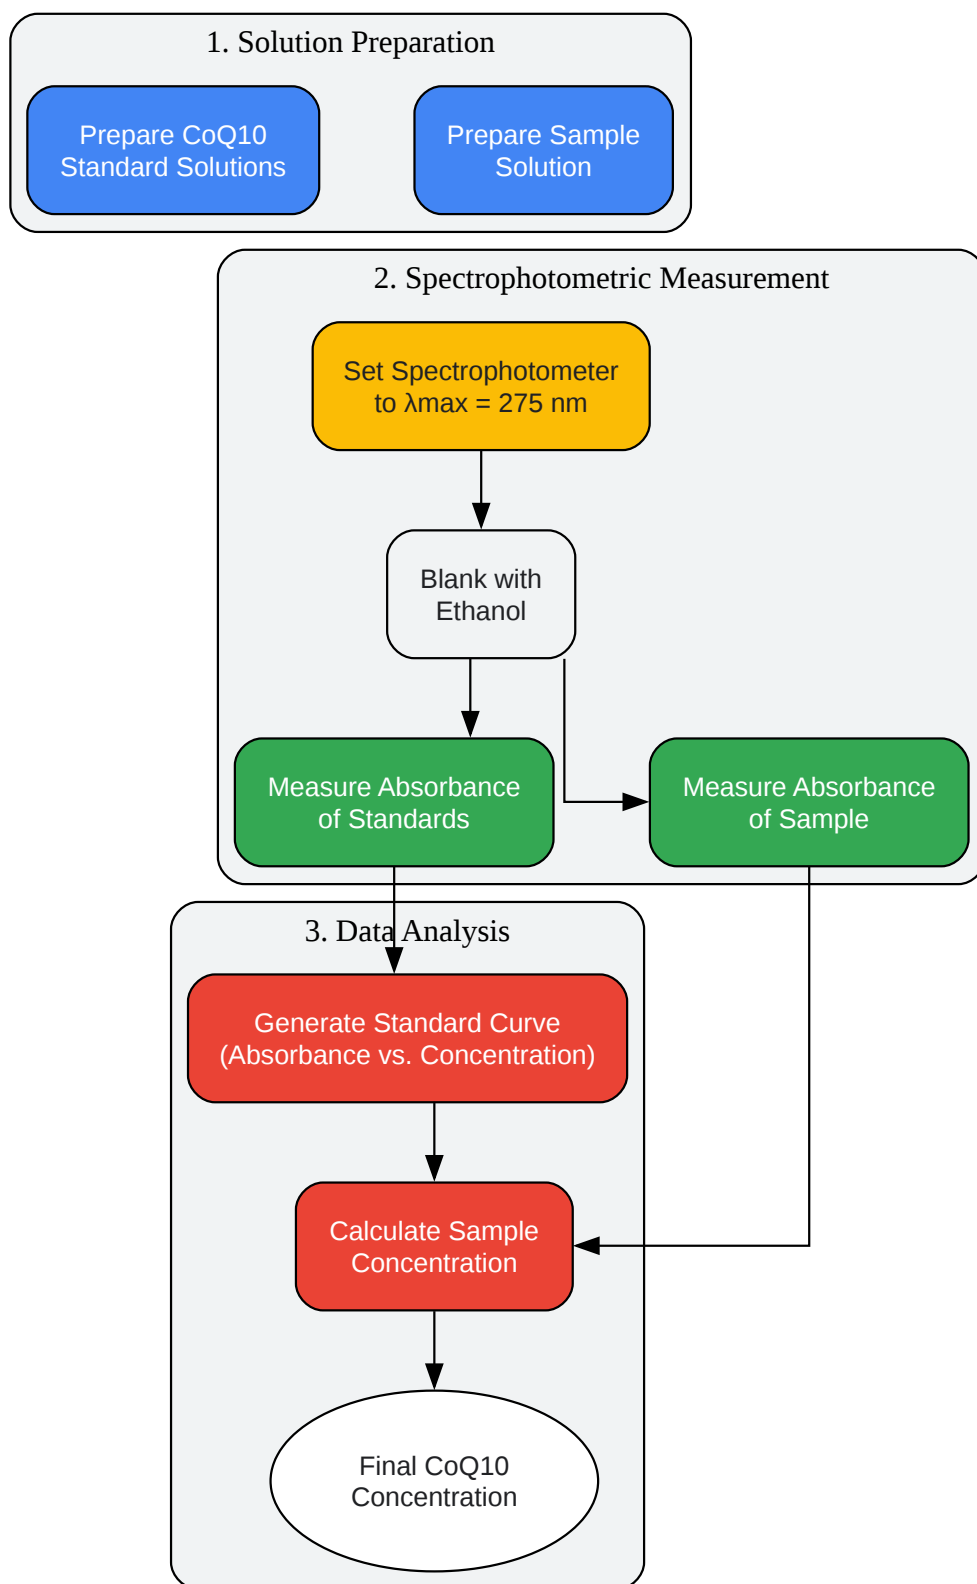 1. Solution Preparation
Prepare CoQ10
Standard Solutions
Prepare Sample
Solution
2. Spectrophotometric Measurement
Set Spectrophotometer
to λmax = 275 nm
Blank with
Ethanol
Measure Absorbance
of Standards
Measure Absorbance
of Sample
3. Data Analysis
Generate Standard Curve
(Absorbance vs. Concentration)
Calculate Sample
Concentration
Final CoQ10
Concentration